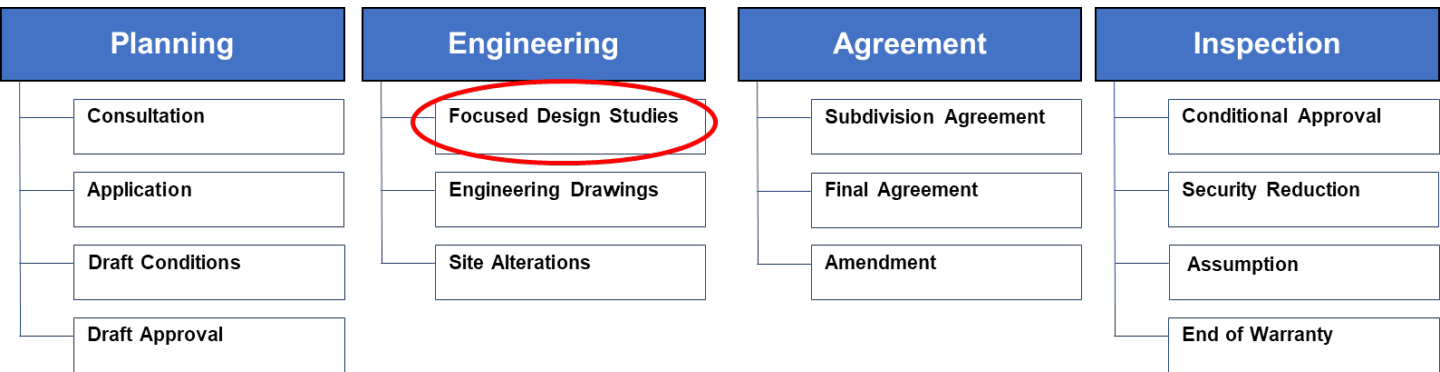 Planning
Consultation
Application
Draft Conditions
Draft Approval
Engineering
Focused Design Studies
Engineering Drawings
Site Alterations
Agreement
Subdivision Agreement
Final Agreement
Amendment
Inspection
Conditional Approval
Security Reduction
Assumption
End of Warranty